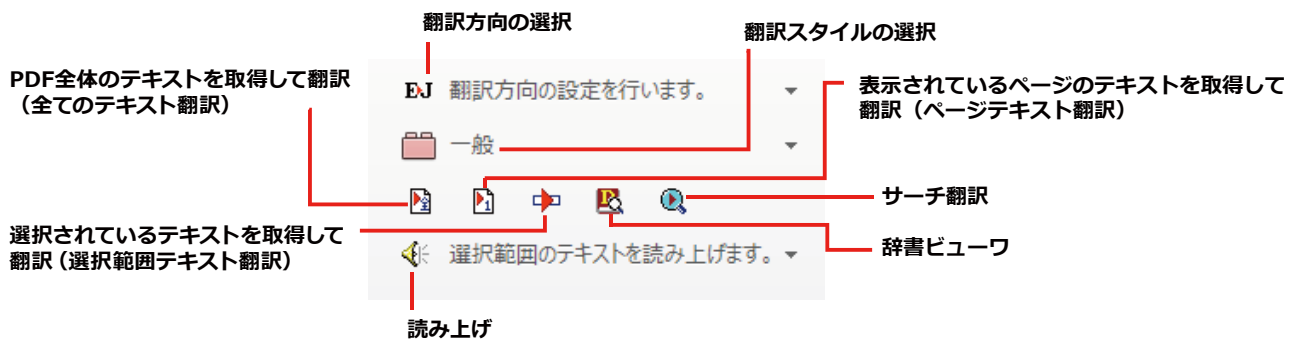 翻訳方向の選択
翻訳スタイルの選択
PDF全体のテキストを取得して翻訳
（全てのテキスト翻訳）
EJ 翻訳方向の設定を行います。
表示されているページのテキストを取得して
翻訳（ページテキスト翻訳）
一般
サーチ翻訳
選択されているテキストを取得して
翻訳（選択範囲テキスト翻訳）
辞書ビューワ
選択範囲のテキストを読み上げます。
読み上げ